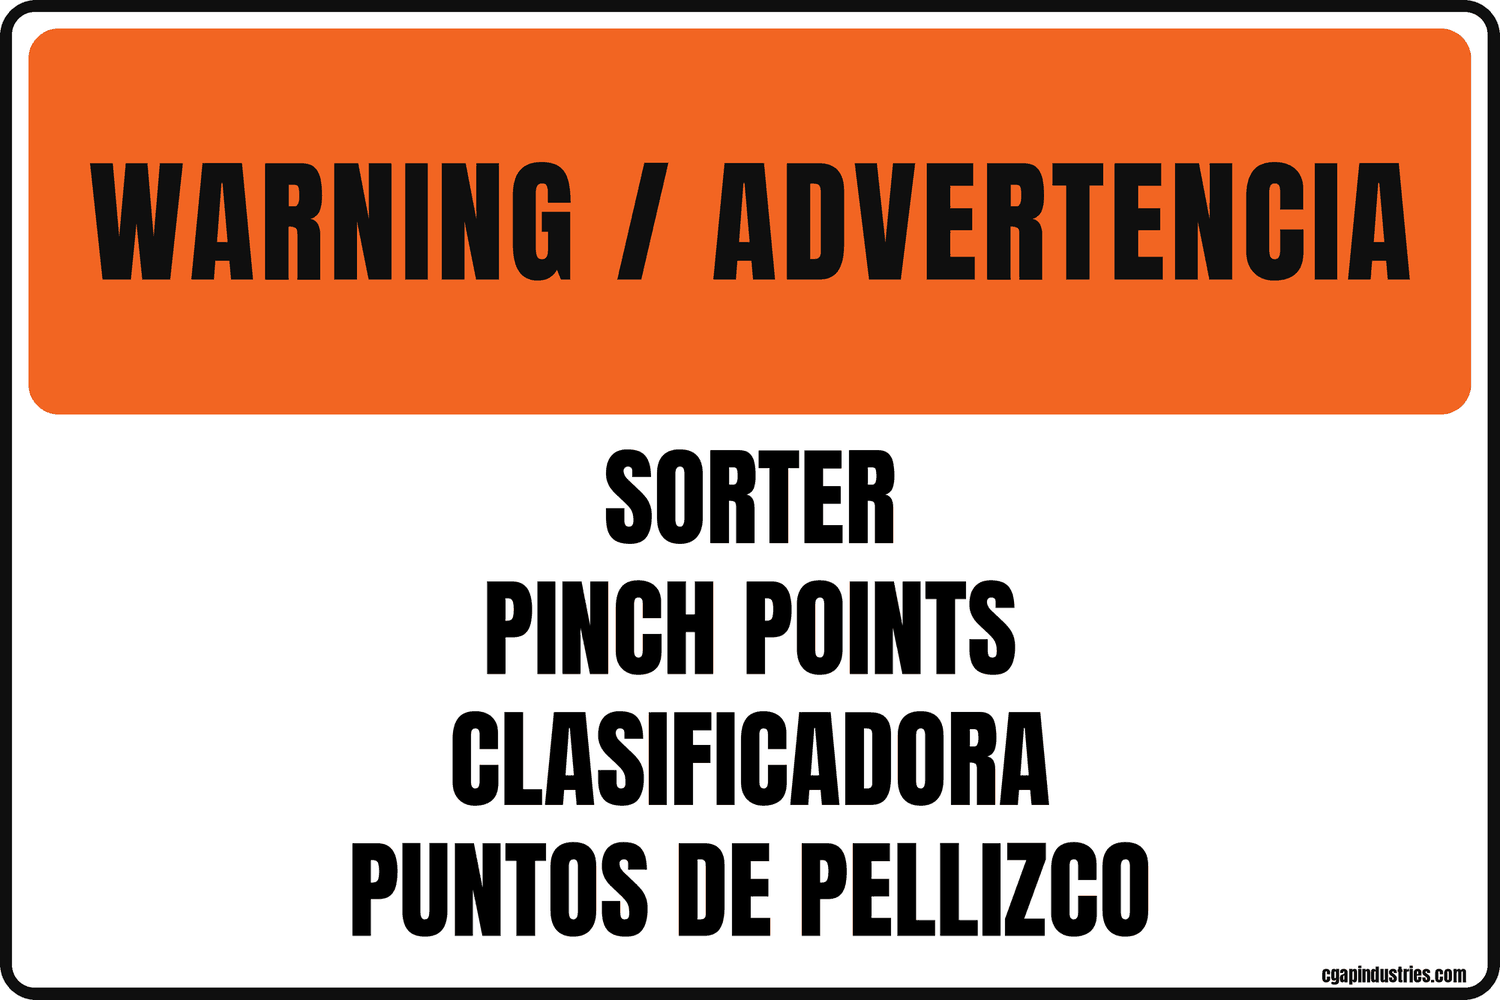 WARNING / ADVERTENCIA
SORTER
PINCH POINTS
CLASIFICADORA
PUNTOS DE PELLIZCO
cgapindustries.com